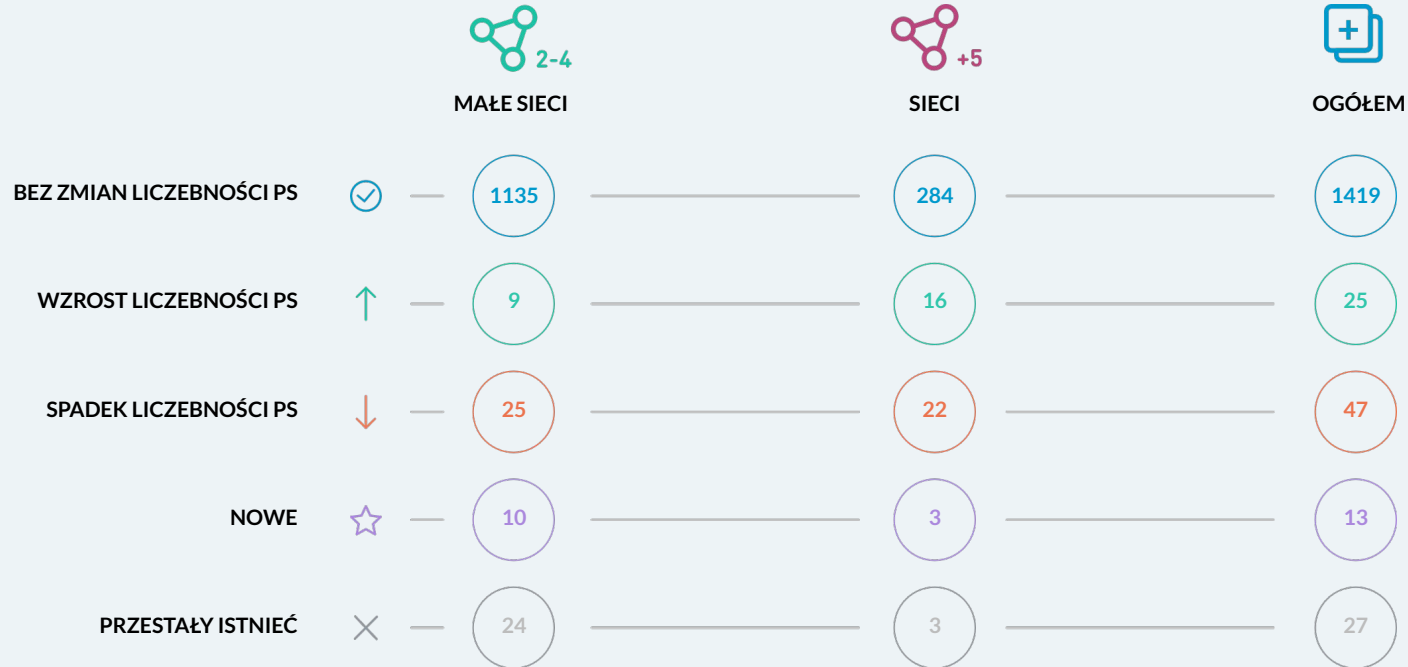 2-4
+5
MAŁE SIECI
SIECI
OGÓŁEM
BEZ ZMIAN LICZEBNOŚCI PS
1135
284
1419
WZROST LICZEBNOŚCI PS
9
16
25
SPADEK LICZEBNOŚCI PS
25
22
47
NOWE
10
3
13
PRZESTAŁY ISTNIEĆ
24
3
27